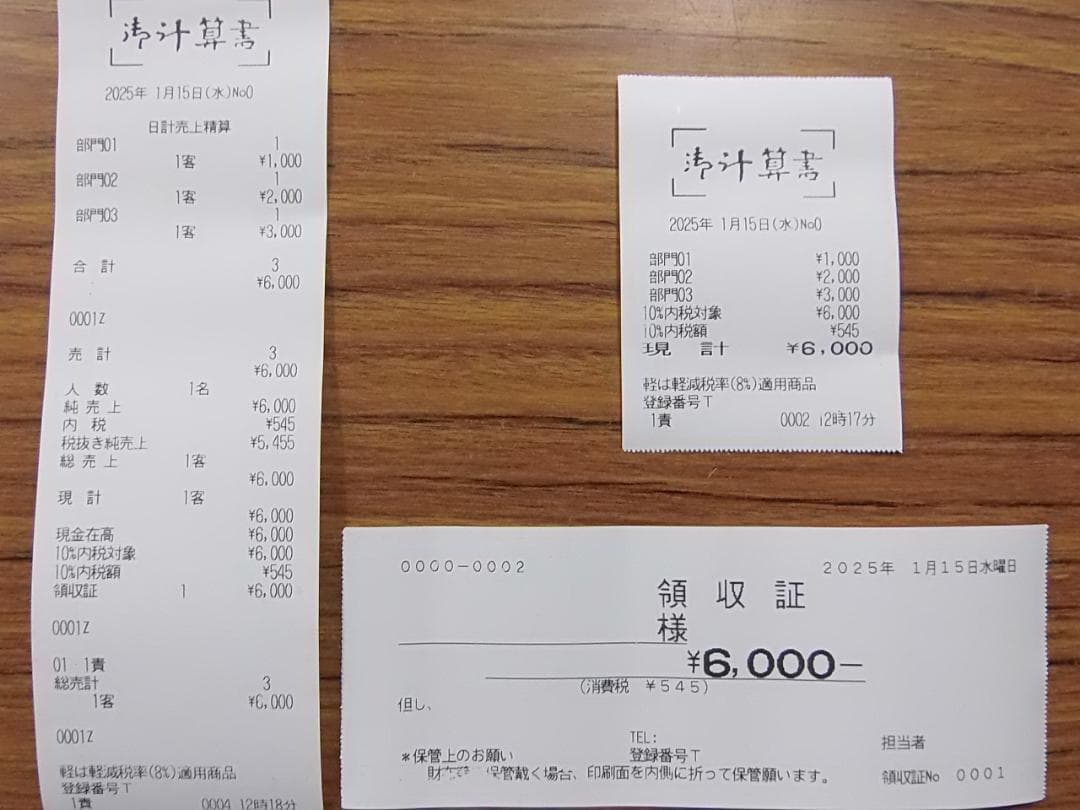 御計算書
2025年 1月15日(水)No0
日計売上精算
部門01 1
1客 ¥1,000
部門02 1
1客 ¥2,000
部門03 1
1客 ¥3,000
合 計 3
¥6,000
0001Z
売 計 3
¥6,000
人 数 1名
純 売 上 ¥6,000
内 税 ¥545
税抜き純売上 ¥5,455
総 売 上 1客
¥6,000
現 計 1客
¥6,000
現金在高 ¥6,000
10%内税対象 ¥6,000
10%内税額 ¥545
領収証 1 ¥6,000
0001Z
01 1責
総売計 3
1客 ¥6,000
0001Z
軽は軽減税率(8%)適用商品
登録番号T
1責 0004 12時18分
御計算書
2025年 1月15日(水)No0
部門01 ¥1,000
部門02 ¥2,000
部門03 ¥3,000
10%内税対象 ¥6,000
10%内税額 ¥545
現 計 ¥6,000
軽は軽減税率(8%)適用商品
登録番号T
1責 0002 12時17分
0000-0002 2025年 1月15日水曜日
領 収 証
様
¥6,000―
(消費税 ¥545)
但し、
TEL:
担当者
*保管上のお願い 登録番号T
財布 保管戴く場合、印刷面を内側に折って保管願います。
領収証No 0001